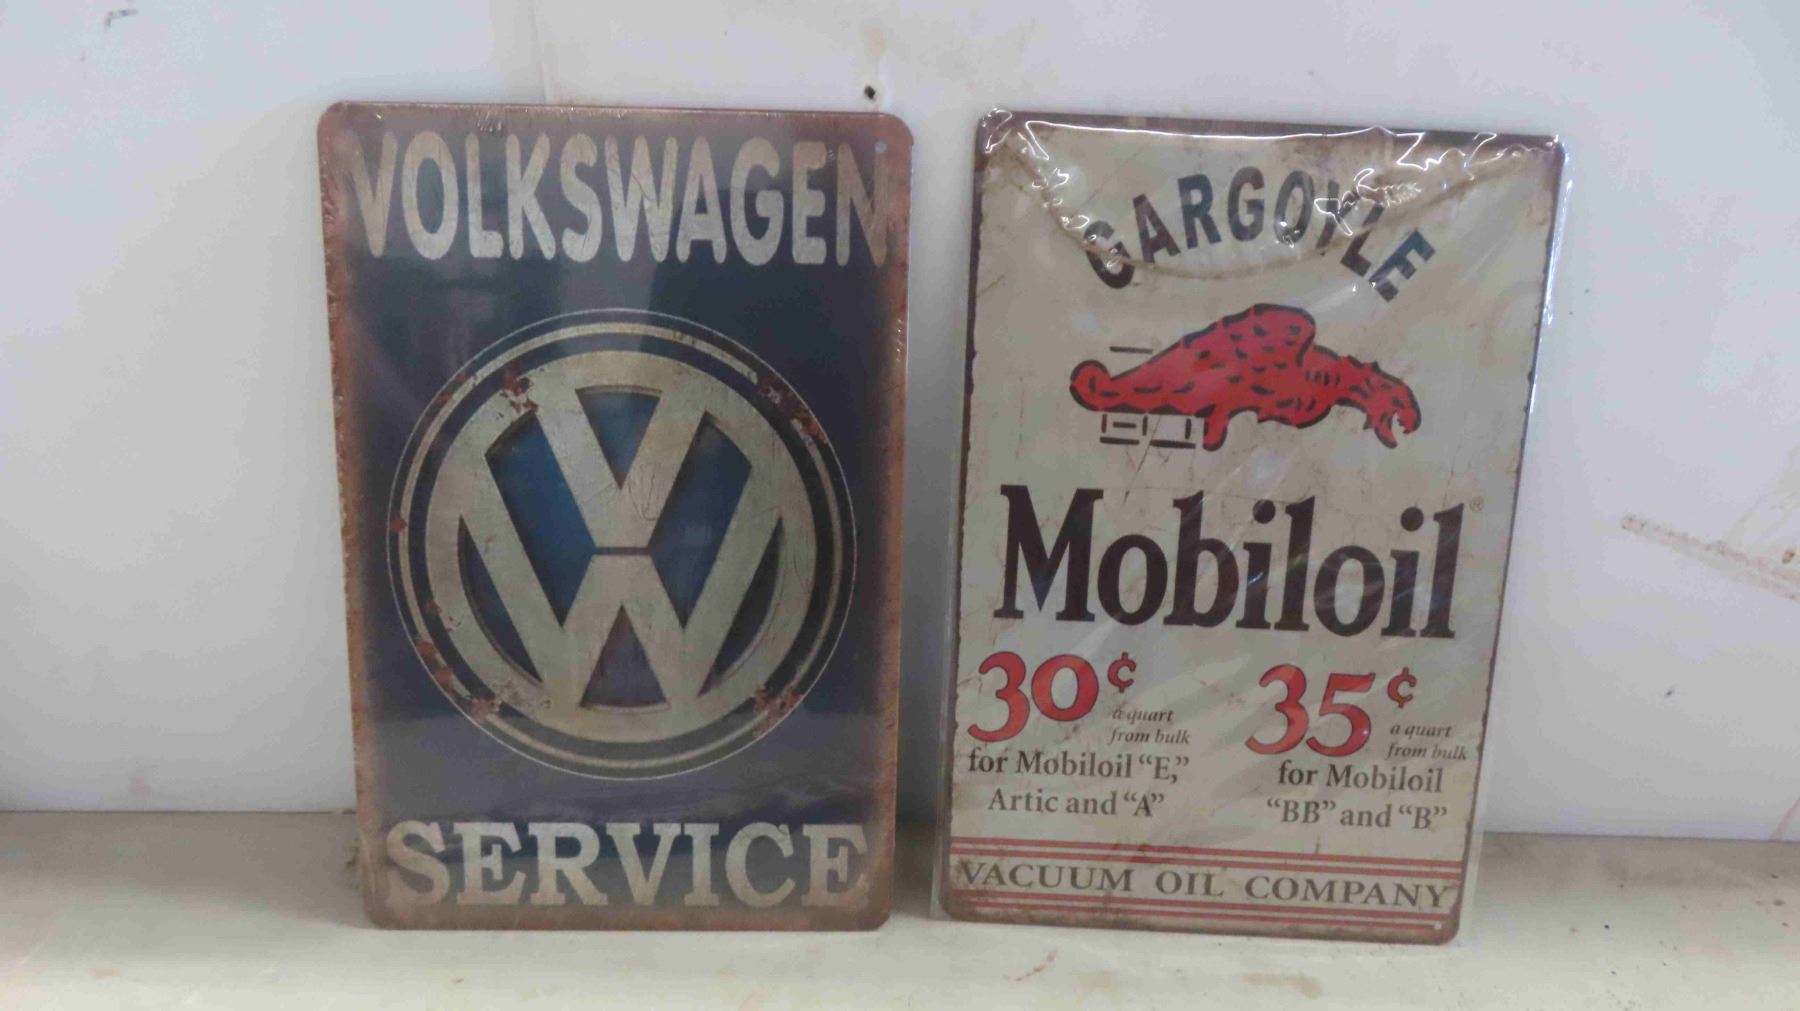 VOLKSWAGEN
VW
SERVICE
GARGOYLE
Mobiloil®
30¢ a quart
from bulk
for Mobiloil “E,”
Artic and “A”
35¢ a quart
from bulk
for Mobiloil
“BB” and “B”
VACUUM OIL COMPANY